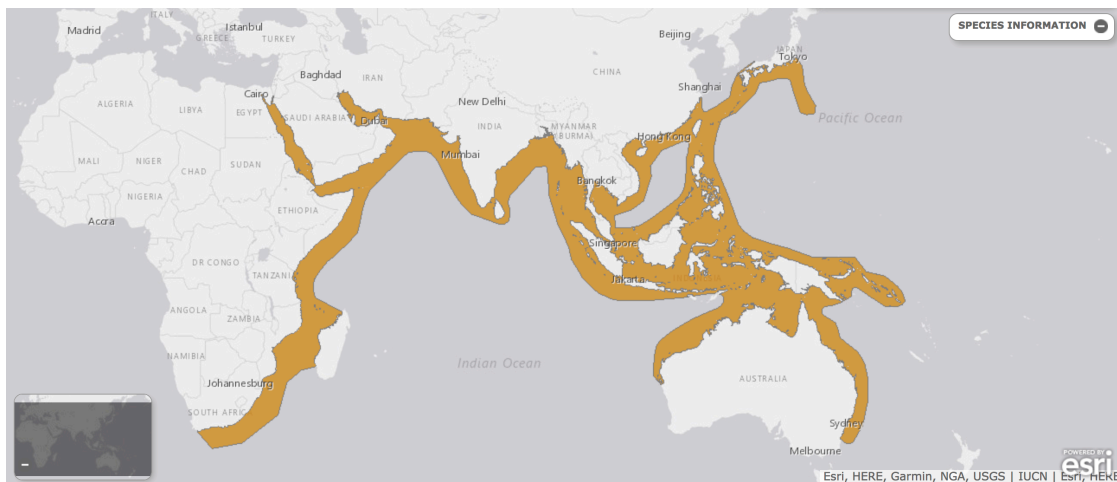 ITALY
Madrid
Istanbul
GREECE
TURKEY
SPECIES INFORMATION
Beijing
JAPAN
Tokyo
Baghdad
IRAN
CHINA
Cairo
Shanghai
ALGERIA
LIBYA
EGYPT
SAUDI ARABIA
Dubai
New Delhi
INDIA
MYANMAR
(BURMA)
Hong Kong
Pacific Ocean
Mumbai
MALI
NIGER
CHAD
SUDAN
Bangkok
NIGERIA
Accra
ETHIOPIA
Singapore
DR CONGO
TANZANIA
Jakarta
ANGOLA
ZAMBIA
NAMIBIA
Indian Ocean
Johannesburg
AUSTRALIA
SOUTH AFRIC
Sydney
Melbourne
POWERED BY
esri
Esri, HERE, Garmin, NGA, USGS | IUCN | Esri, HERE